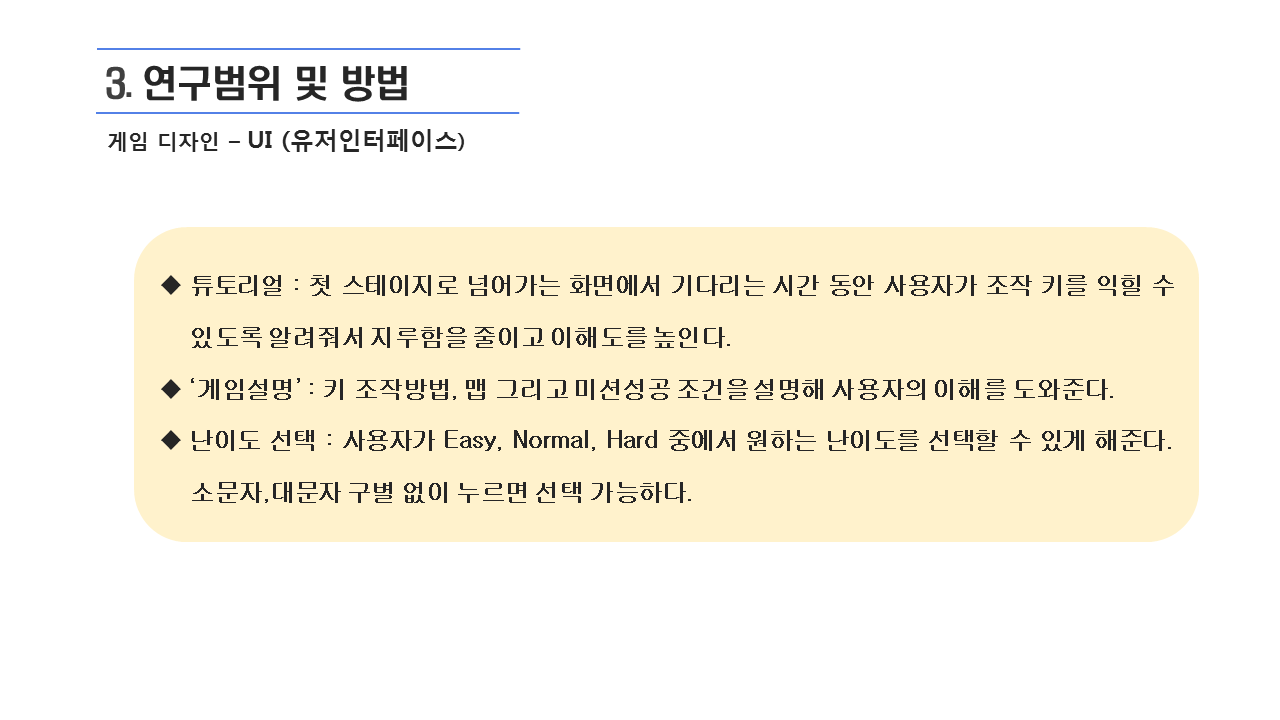 3. 연구범위 및 방법
게임 디자인 – UI (유저인터페이스)
◆ 튜토리얼 : 첫 스테이지로 넘어가는 화면에서 기다리는 시간 동안 사용자가 조작 키를 익힐 수
있도록 알려줘서 지루함을 줄이고 이해도를 높인다.
◆ ‘게임설명’ : 키 조작방법, 맵 그리고 미션성공 조건을 설명해 사용자의 이해를 도와준다.
◆ 난이도 선택 : 사용자가 Easy, Normal, Hard 중에서 원하는 난이도를 선택할 수 있게 해준다.
소문자,대문자 구별 없이 누르면 선택 가능하다.